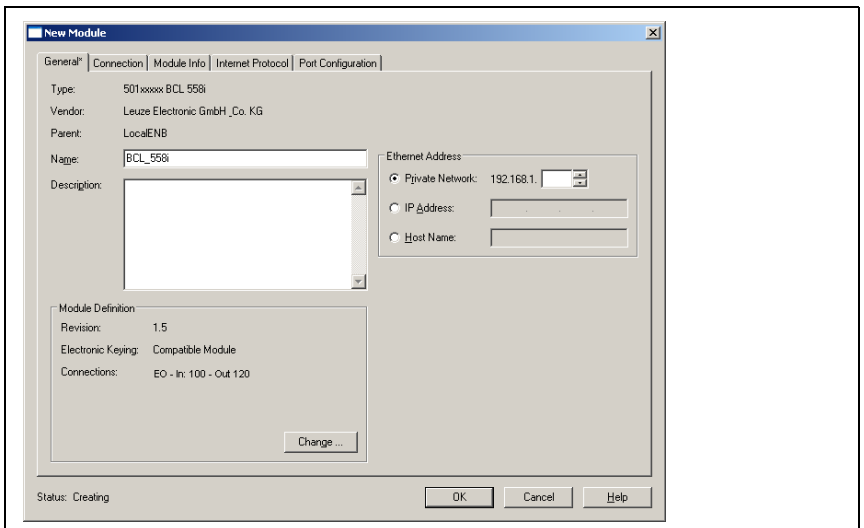 New Module
General* Connection Module Info Internet Protocol Port Configuration
Type: 501xxxxx BCL 558i
Vendor: Leuze Electronic GmbH _Co. KG
Parent: LocalENB
Name: BCL_558i
Description:
Ethernet Address
Private Network: 192.168.1.
IP Address: . . .
Host Name:
Module Definition
Revision: 1.5
Electronic Keying: Compatible Module
Connections: EO - In: 100 - Out 120
Change ...
Status: Creating
OK Cancel Help